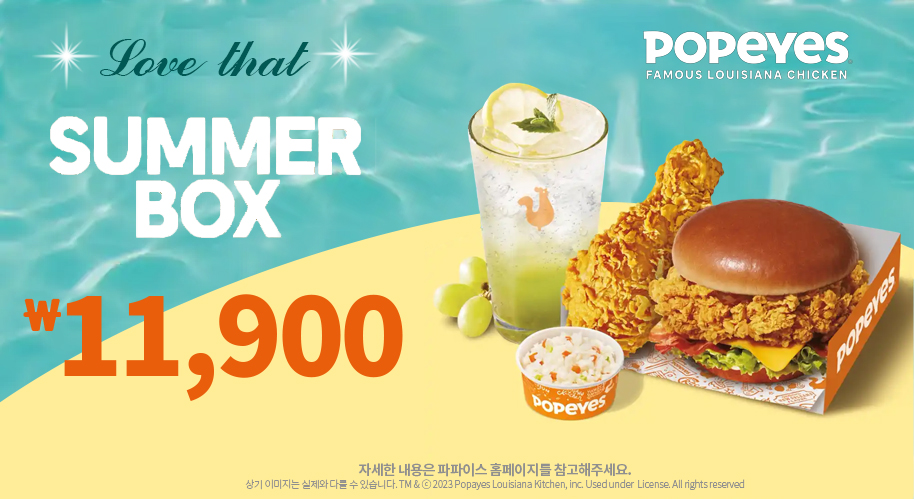 Love that
SUMMER
BOX
₩11,900
POPEYES
FAMOUS LOUISIANA CHICKEN
POPEYES
POPEYES
자세한 내용은 파파이스 홈페이지를 참고해주세요.
상기 이미지는 실제와 다를 수 있습니다. TM & ⓒ 2023 Popayes Louisiana Kitchen, inc. Used under License. All rights reserved